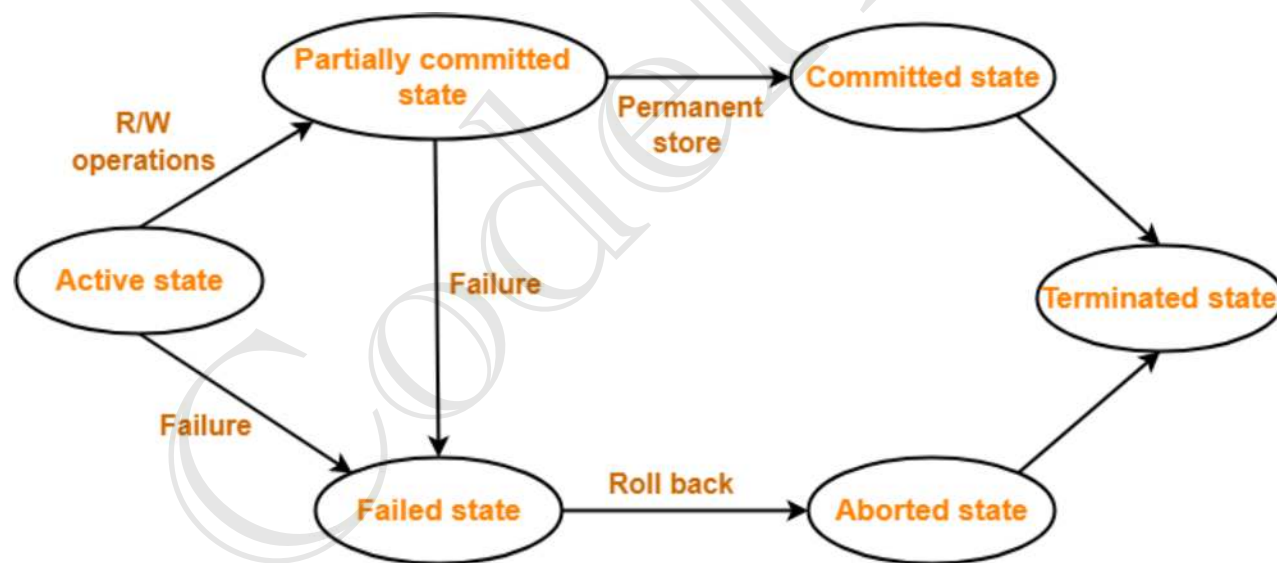 Partially committed
state
Committed state
Permanent
store
R/W
operations
Active state
Failure
Terminated state
Failure
Failed state
Roll back
Aborted state